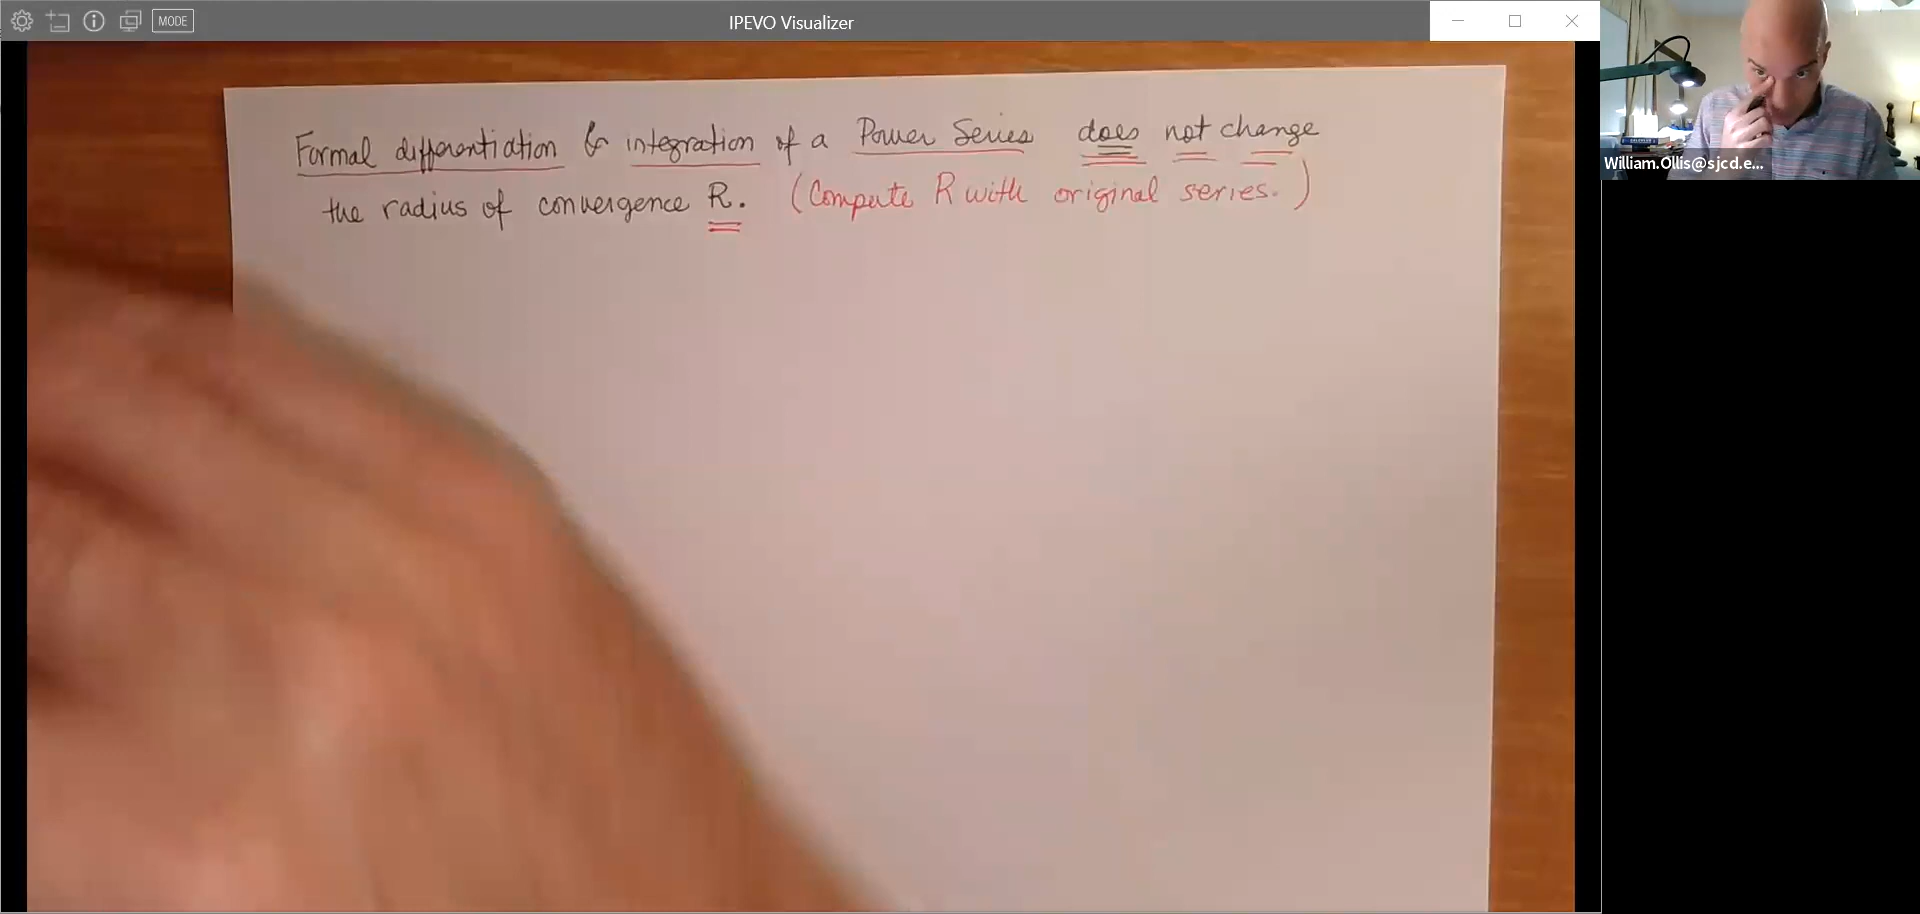 MODE
IPEVO Visualizer
Formal differentiation & integration of a Power Series does not change
the radius of convergence R. (Compute R with original series.)
William.Ollis@sjcd.e...